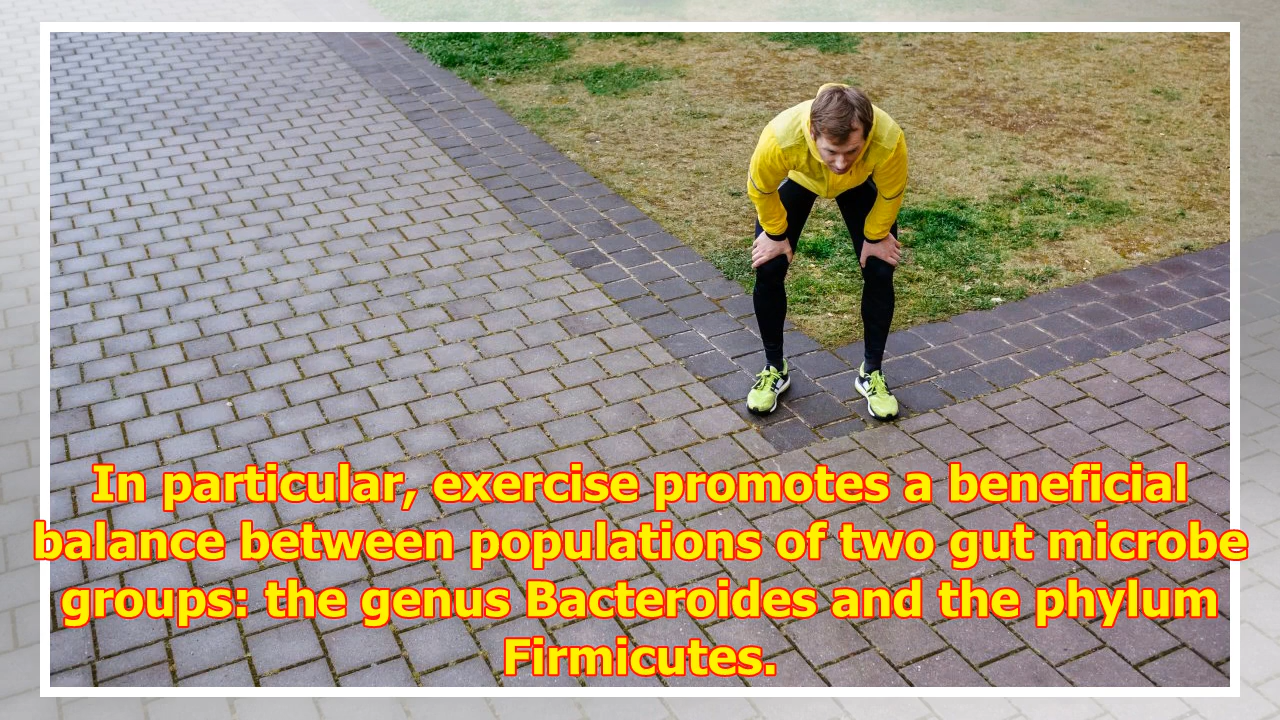 In particular, exercise promotes a beneficial
balance between populations of two gut microbe
groups: the genus Bacteroides and the phylum
Firmicutes.